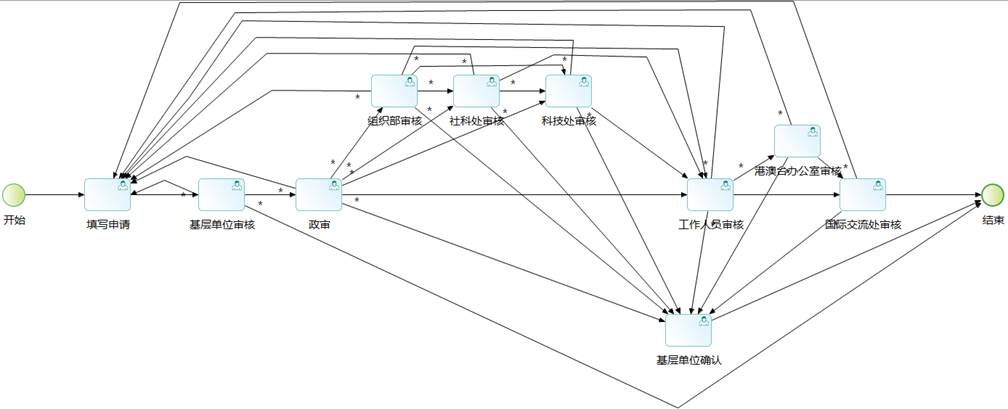 组织部审核
社科处审核
科技处审核
港澳台办公室审核
开始
填写申请
基层单位审核
政审
工作人员审核
国际交流处审核
结束
基层单位确认